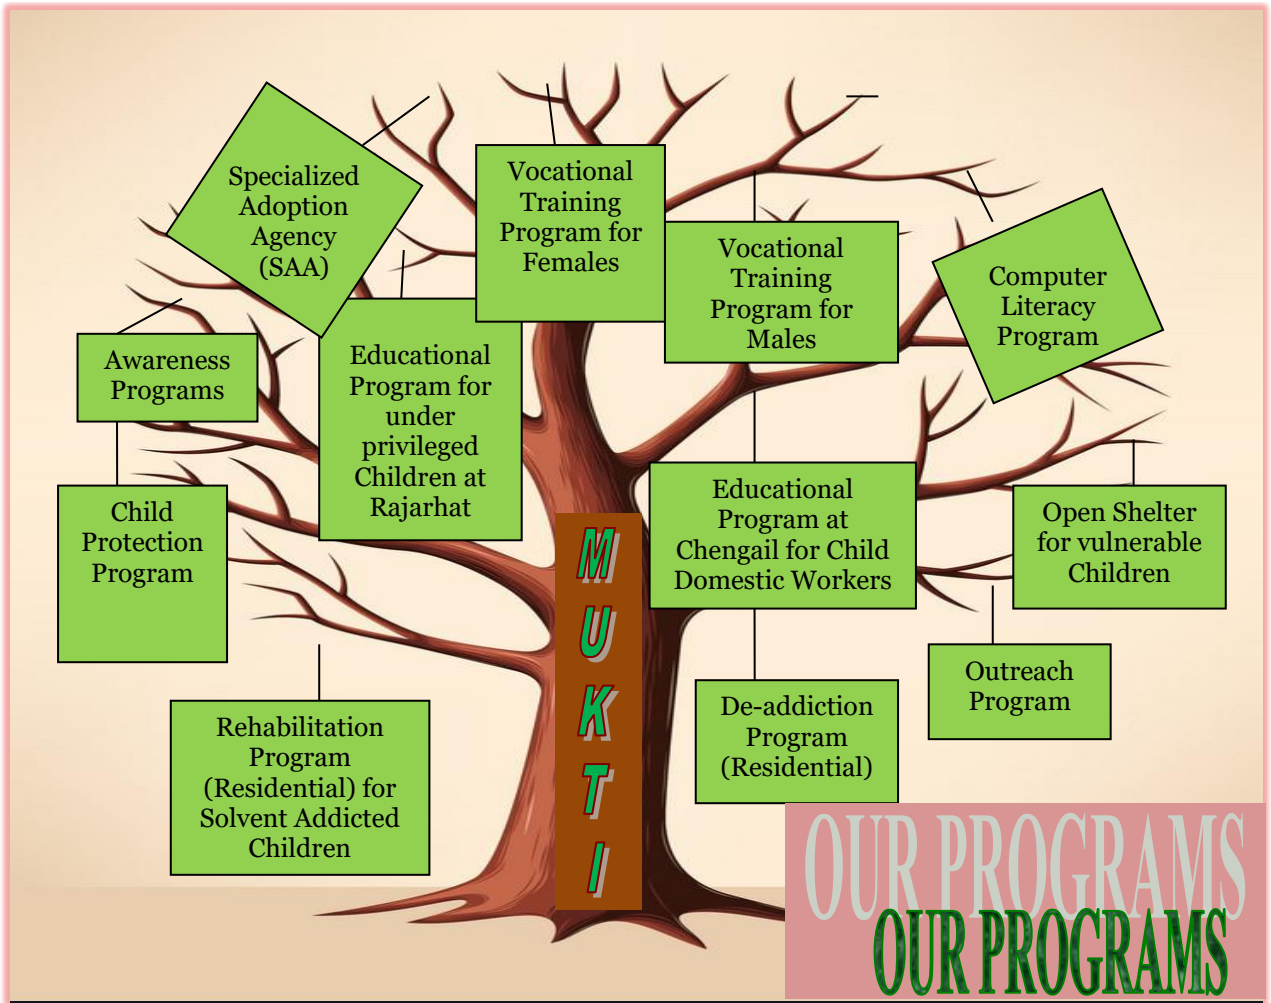 Specialized
Adoption
Agency
(SAA)
Vocational
Training
Program for
Females
Vocational
Training
Program for
Males
Computer
Literacy
Program
Awareness
Programs
Educational
Program for
under
privileged
Children at
Rajarhat
Child
Protection
Program
Educational
Program at
Chengail for Child
Domestic Workers
Open Shelter
for vulnerable
Children
Outreach
Program
De-addiction
Program
(Residential)
Rehabilitation
Program
(Residential) for
Solvent Addicted
Children
M
U
K
T
I
OUR PROGRAMS
OUR PROGRAMS